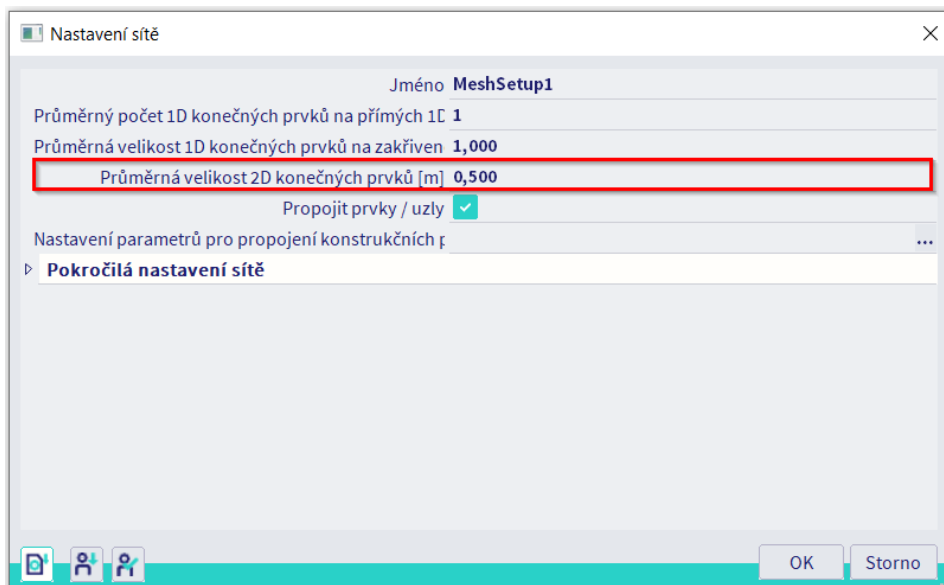 Nastavení sítě
Jméno MeshSetup1
Průměrný počet 1D konečných prvků na přímých 1D 1
Průměrná velikost 1D konečných prvků na zakřiven 1,000
Průměrná velikost 2D konečných prvků [m] 0,500
Propojit prvky / uzly
Nastavení parametrů pro propojení konstrukčních p ...
Pokročilá nastavení sítě
OK Storno